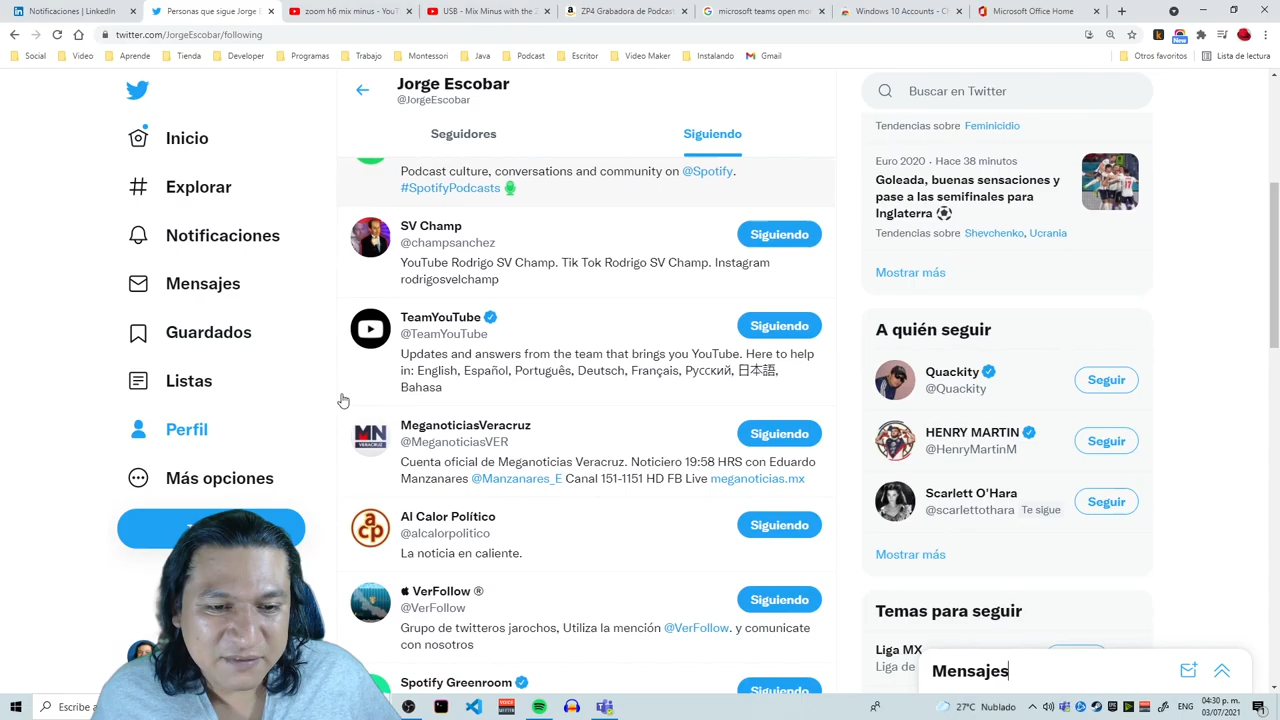 Notificaciones | LinkedIn
Personas que sigue Jorge E
zoom h6 mix minus - YouT
USB - Mix Minus with the Z
ZP4 Grabadora de Podcast
microsoft teams open mor
Windows 10 Accounts - C
Microsoft Office Home
twitter.com/JorgeEscobar/following
New
Social
Video
Aprende
Tienda
Developer
Programas
Trabajo
Montessori
Java
Podcast
Escritor
Video Maker
Instalando
Gmail
Otros favoritos
Lista de lectura
Inicio
Explorar
Notificaciones
Mensajes
Guardados
Listas
Perfil
Más opciones
Jorge Escobar
@JorgeEscobar
Seguidores
Siguiendo
Podcast culture, conversations and community on @Spotify.
#SpotifyPodcasts
SV Champ
@champsanchez
Siguiendo
YouTube Rodrigo SV Champ. Tik Tok Rodrigo SV Champ. Instagram
rodrigosvelchamp
TeamYouTube
@TeamYouTube
Siguiendo
Updates and answers from the team that brings you YouTube. Here to help
in: English, Español, Português, Deutsch, Français, Русский, 日本語,
Bahasa
MN
VERACRUZ
MeganoticiasVeracruz
@MeganoticiasVER
Siguiendo
Cuenta oficial de Meganoticias Veracruz. Noticiero 19:58 HRS con Eduardo
Manzanares @Manzanares_E Canal 151-1151 HD FB Live meganoticias.mx
acp
Al Calor Político
@alcalorpolitico
Siguiendo
La noticia en caliente.
VerFollow ®
@VerFollow
Siguiendo
Grupo de twitteros jarochos, Utiliza la mención @VerFollow. y comunicate
con nosotros
Spotify Greenroom
Siguiendo
Buscar en Twitter
Tendencias sobre Feminicidio
Euro 2020 · Hace 38 minutos
Goleada, buenas sensaciones y
pase a las semifinales para
Inglaterra
Tendencias sobre Shevchenko, Ucrania
Mostrar más
A quién seguir
Quackity
@Quackity
Seguir
HENRY MARTIN
@HenryMartinM
Seguir
Scarlett O'Hara
@scarlettothara Te sigue
Seguir
Mostrar más
Temas para seguir
Liga MX
Liga de
Mensajes
Escribe a
27°C Nublado
04:30 p. m.
03/07/2021